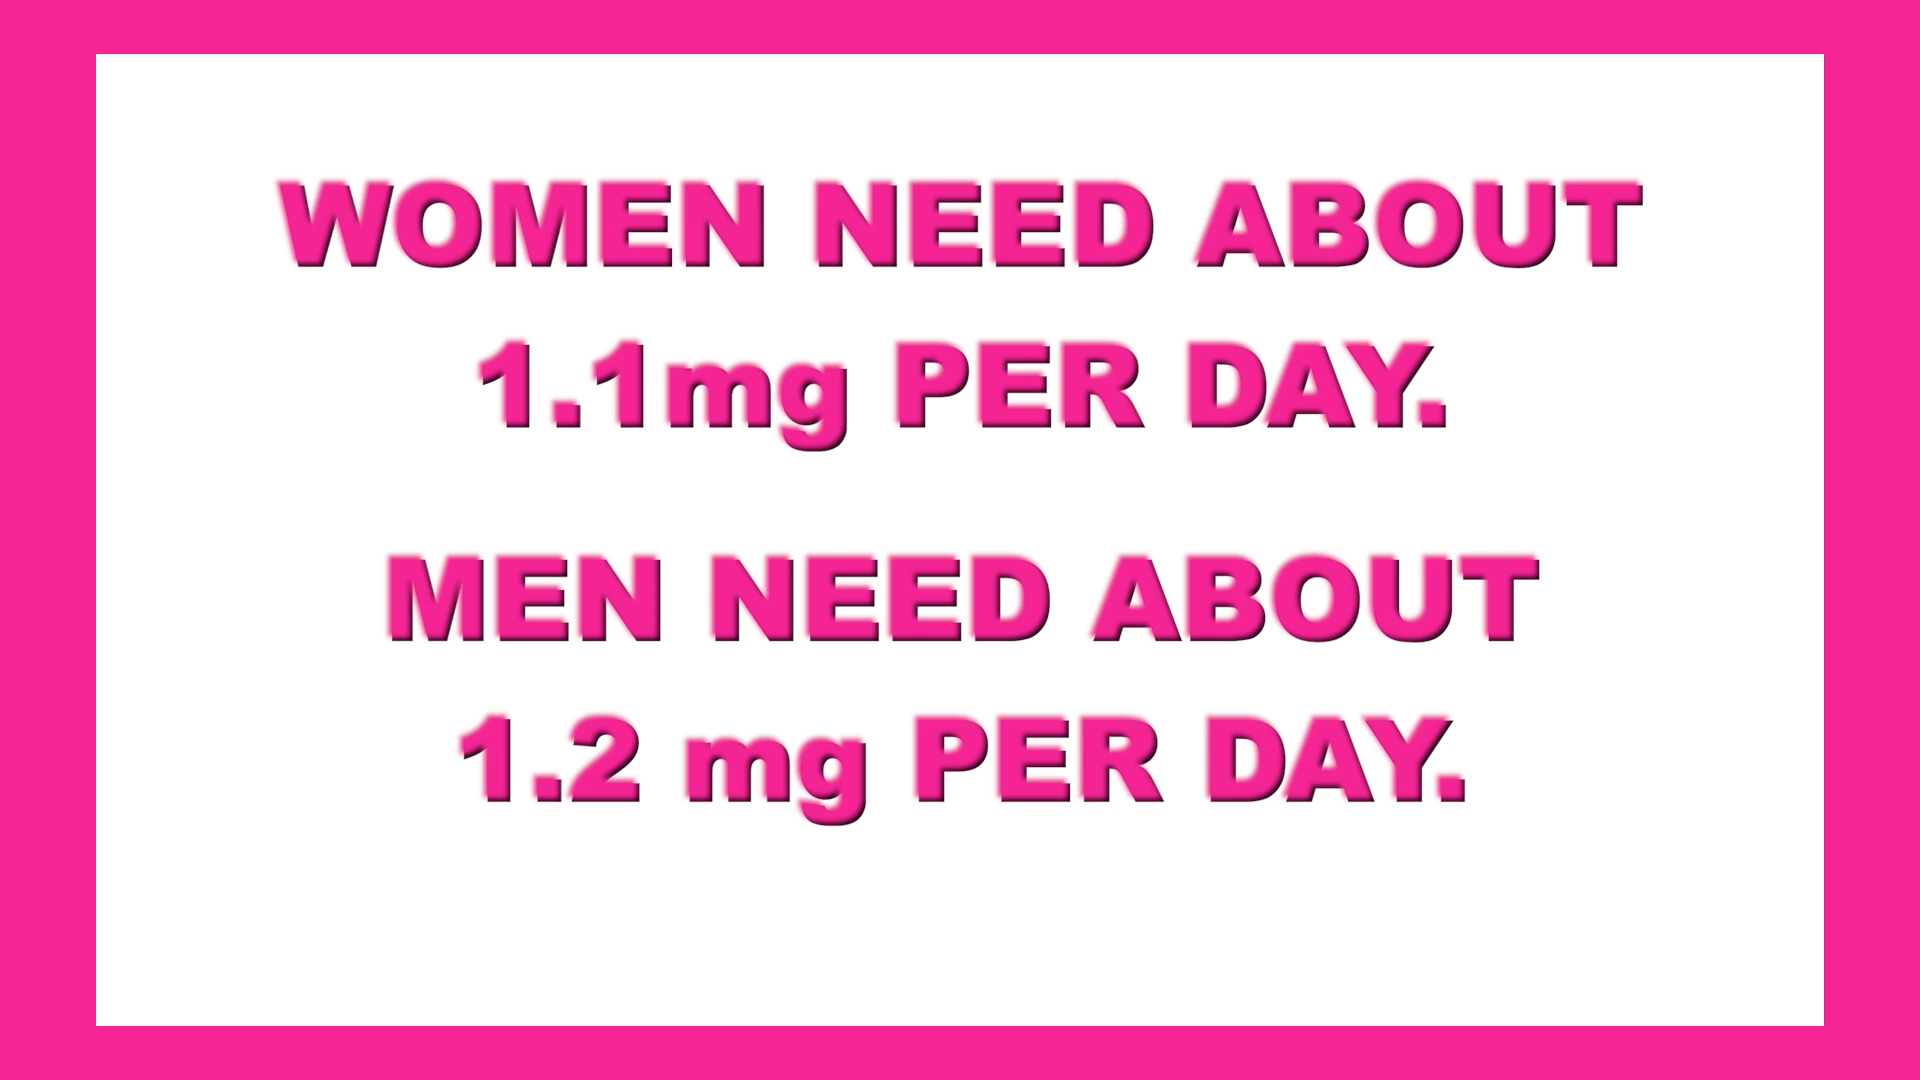 WOMEN NEED ABOUT
1.1mg PER DAY.
MEN NEED ABOUT
1.2 mg PER DAY.